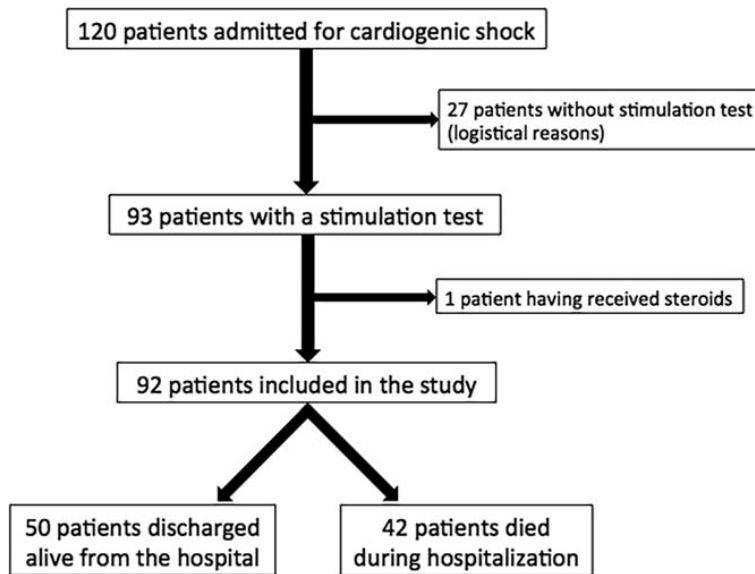 120 patients admitted for cardiogenic shock
27 patients without stimulation test
(logistical reasons)
93 patients with a stimulation test
1 patient having received steroids
92 patients included in the study
50 patients discharged
alive from the hospital
42 patients died
during hospitalization